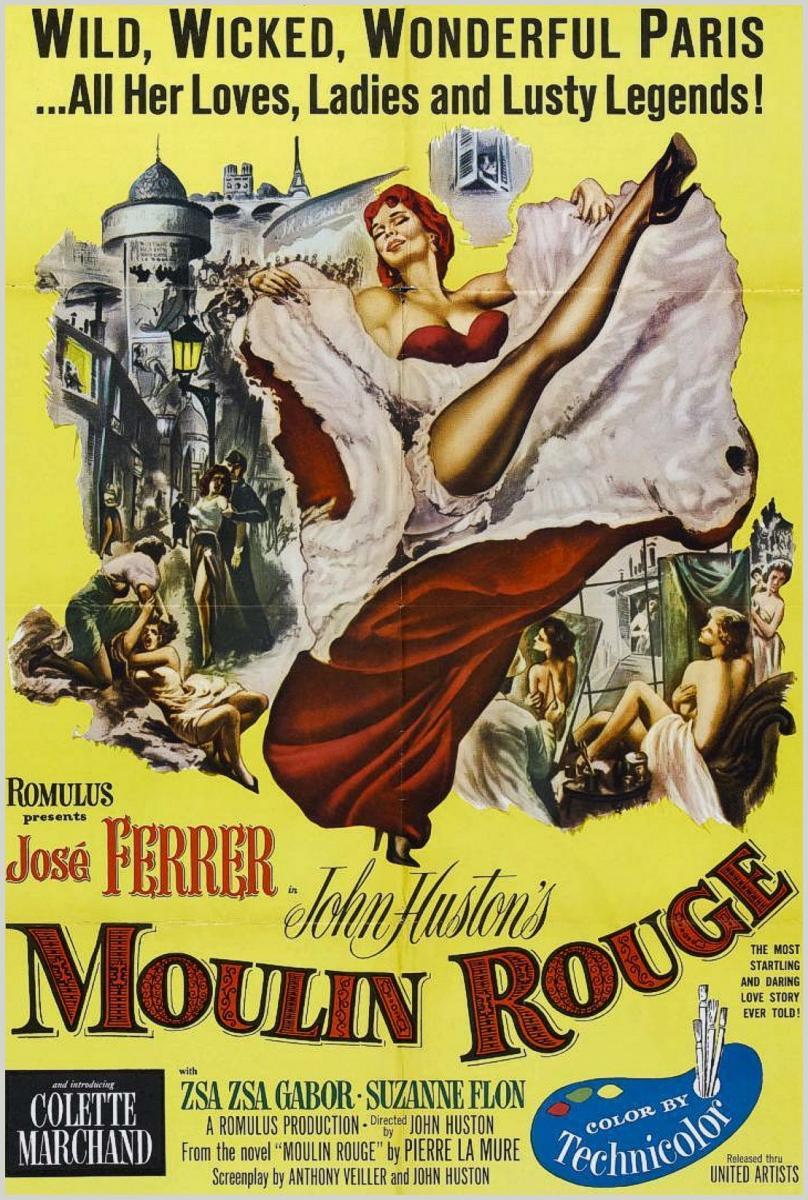 WILD, WICKED, WONDERFUL PARIS
...All Her Loves, Ladies and Lusty Legends!
ROMULUS
presents
José FERRER
in
John Huston's
MOULIN ROUGE
THE MOST
STARTLING
AND DARING
LOVE STORY
EVER TOLD!
and introducing
COLETTE
MARCHAND
with
ZSA ZSA GABOR · SUZANNE FLON
A ROMULUS PRODUCTION · Directed by JOHN HUSTON
From the novel "MOULIN ROUGE" by PIERRE LA MURE
Screenplay by ANTHONY VEILLER and JOHN HUSTON
COLOR BY
Technicolor
Released thru
UNITED ARTISTS